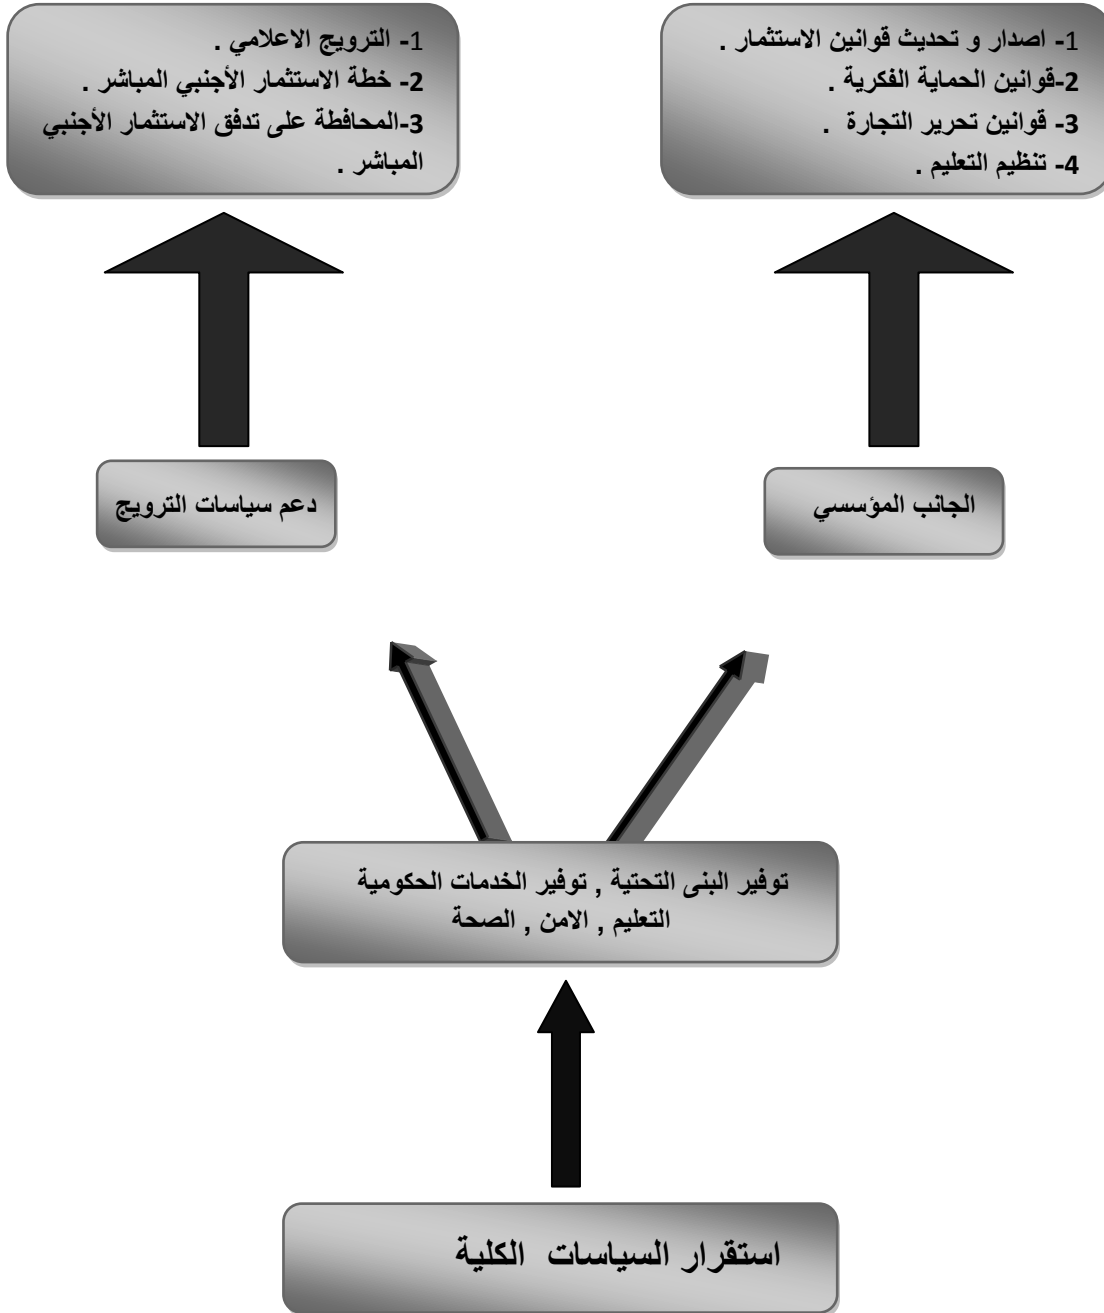 1- اصدار و تحديث قوانين الاستثمار .
2-قوانين الحماية الفكرية .
3- قوانين تحرير التجارة .
4- تنظيم التعليم .
1- الترويج الاعلامي .
2- خطة الاستثمار الأجنبي المباشر .
3-المحافطة على تدفق الاستثمار الأجنبي
المباشر .
الجانب المؤسسي
دعم سياسات الترويج
توفير البنى التحتية , توفير الخدمات الحكومية
التعليم , الامن , الصحة
استقرار السياسات الكلية